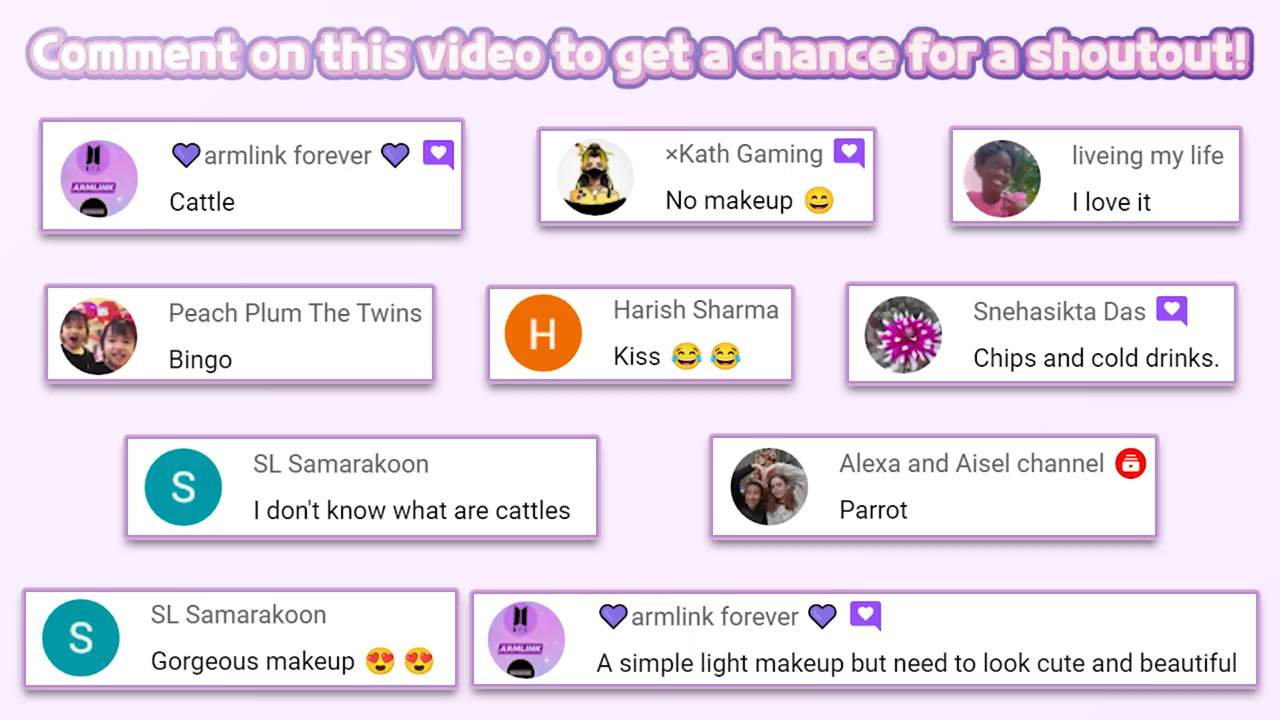 Comment on this video to get a chance for a shoutout!
💜armlink forever 💜
ARMLINK
Cattle
×Kath Gaming
No makeup 😄
liveing my life
I love it
Peach Plum The Twins
Bingo
H
Harish Sharma
Kiss 😂 😂
Snehasikta Das
Chips and cold drinks.
S
SL Samarakoon
I don't know what are cattles
Alexa and Aisel channel
Parrot
S
SL Samarakoon
Gorgeous makeup 😍 😍
💜armlink forever 💜
ARMLINK
A simple light makeup but need to look cute and beautiful